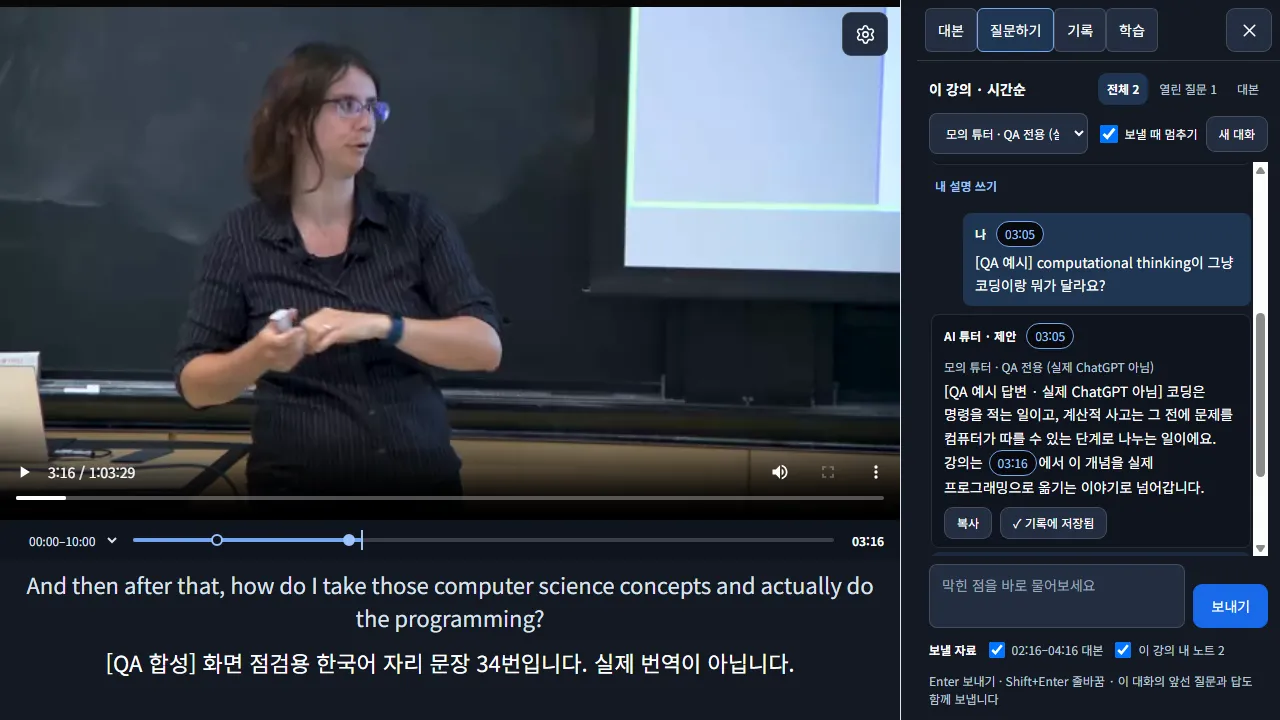 대본 질문하기 기록 학습
이 강의 · 시간순 전체 2 열린 질문 1 대본
모의 튜터 · QA 전용 ✓ 보낼 때 멈추기 새 대화
내 설명 쓰기
나 03:05
[QA 예시] computational thinking이 그냥
코딩이랑 뭐가 달라요?
AI 튜터 · 제안 03:05
모의 튜터 · QA 전용 (실제 ChatGPT 아님)
[QA 예시 답변 · 실제 ChatGPT 아님] 코딩은
명령을 적는 일이고, 계산적 사고는 그 전에 문제를
컴퓨터가 따를 수 있는 단계로 나누는 일이에요.
강의는 03:16 에서 이 개념을 실제
프로그래밍으로 옮기는 이야기로 넘어갑니다.
복사 ✓ 기록에 저장됨
막힌 점을 바로 물어보세요
보내기
보낼 자료 02:16–04:16 대본 이 강의 내 노트 2
Enter 보내기 · Shift+Enter 줄바꿈 · 이 대화의 앞선 질문과 답도
함께 보냅니다
3:16 / 1:03:29
00:00–10:00 03:16
And then after that, how do I take those computer science concepts and actually do
the programming?
[QA 합성] 화면 점검용 한국어 자리 문장 34번입니다. 실제 번역이 아닙니다.